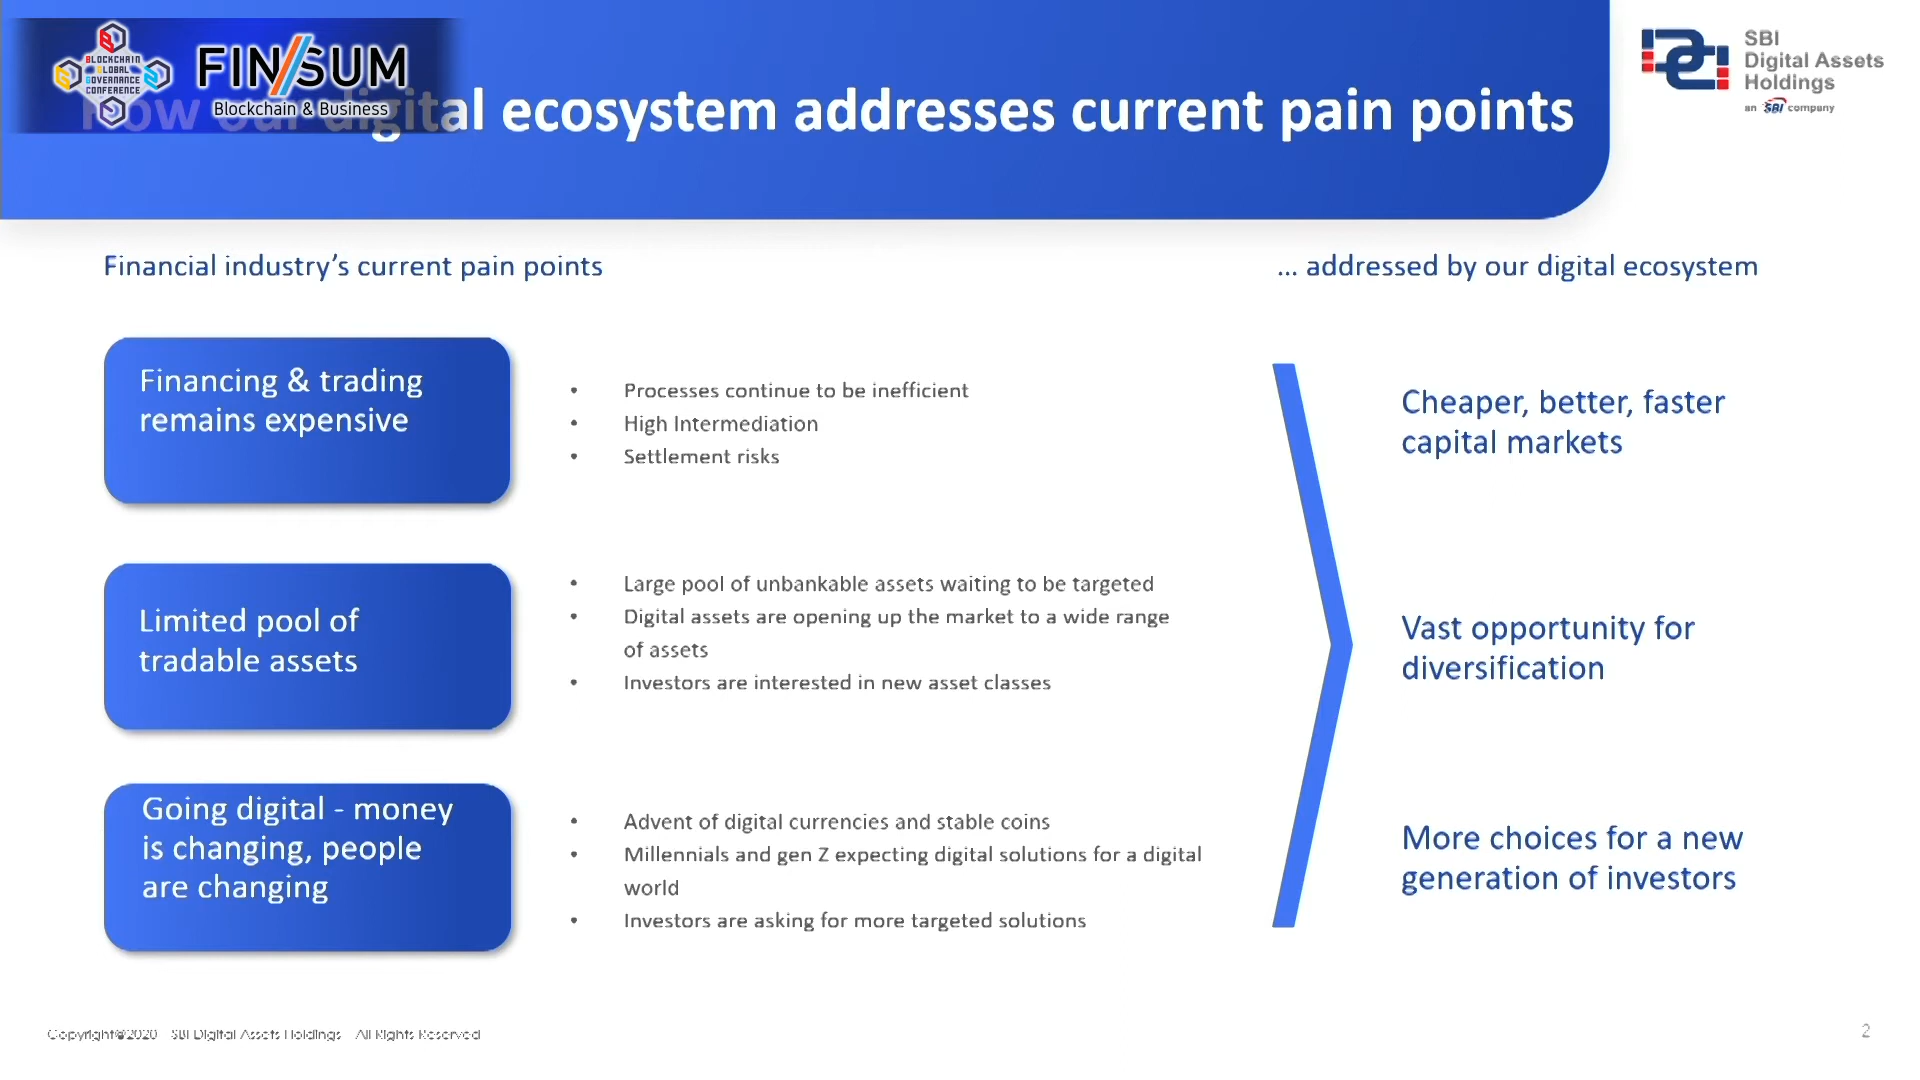 BLOCKCHAIN
GLOBAL
GOVERNANCE
CONFERENCE
FIN/SUM
Blockchain & Business
How our digital ecosystem addresses current pain points
SBI
Digital Assets
Holdings
an SBI company
Financial industry’s current pain points
... addressed by our digital ecosystem
Financing & trading
remains expensive
• Processes continue to be inefficient
• High Intermediation
• Settlement risks
Cheaper, better, faster
capital markets
Limited pool of
tradable assets
• Large pool of unbankable assets waiting to be targeted
• Digital assets are opening up the market to a wide range
of assets
• Investors are interested in new asset classes
Vast opportunity for
diversification
Going digital - money
is changing, people
are changing
• Advent of digital currencies and stable coins
• Millennials and gen Z expecting digital solutions for a digital
world
• Investors are asking for more targeted solutions
More choices for a new
generation of investors
Copyright©2020 SBI Digital Assets Holdings All Rights Reserved
2